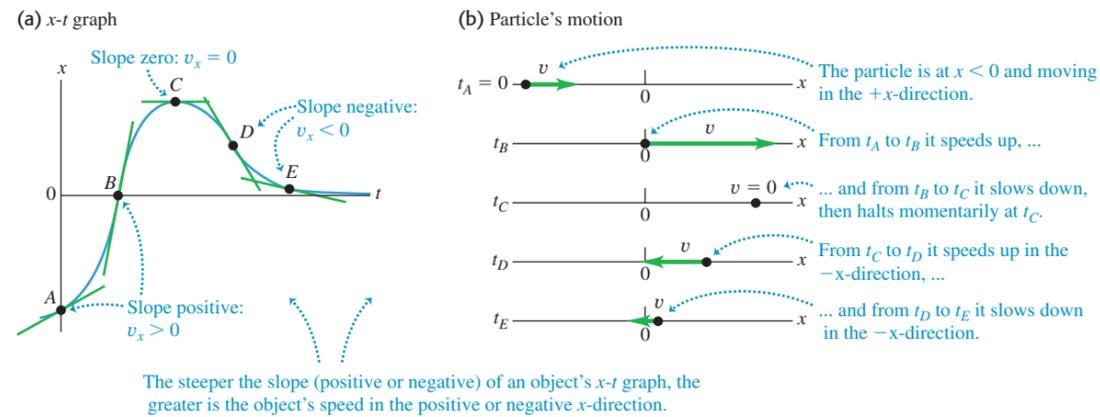 (a) x-t graph
x
Slope zero: vₓ = 0
C
Slope negative:
vₓ < 0
D
E
B
0
t
A
Slope positive:
vₓ > 0
(b) Particle's motion
t_A = 0
v
0
x
The particle is at x < 0 and moving
in the +x-direction.
t_B
v
0
x
From t_A to t_B it speeds up, ...
t_C
v = 0
0
x
... and from t_B to t_C it slows down,
then halts momentarily at t_C.
t_D
v
0
x
From t_C to t_D it speeds up in the
−x-direction, ...
t_E
v
0
x
... and from t_D to t_E it slows down
in the −x-direction.
The steeper the slope (positive or negative) of an object's x-t graph, the
greater is the object's speed in the positive or negative x-direction.